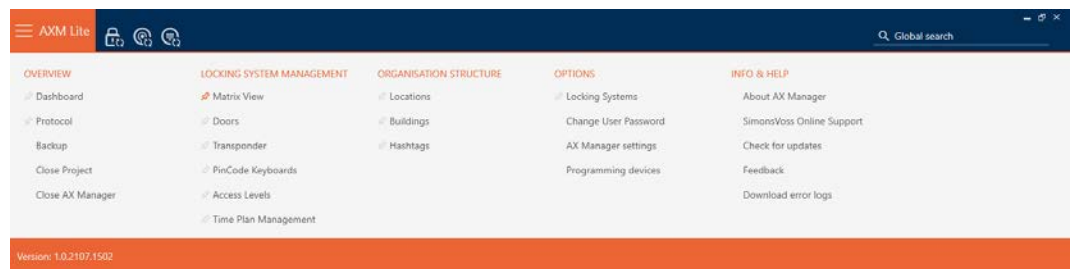 AXM Lite
Global search
OVERVIEW
Dashboard
Protocol
Backup
Close Project
Close AX Manager
LOCKING SYSTEM MANAGEMENT
Matrix View
Doors
Transponder
PinCode Keyboards
Access Levels
Time Plan Management
ORGANISATION STRUCTURE
Locations
Buildings
Hashtags
OPTIONS
Locking Systems
Change User Password
AX Manager settings
Programming devices
INFO & HELP
About AX Manager
SimonsVoss Online Support
Check for updates
Feedback
Download error logs
Version: 1.0.2107.1502